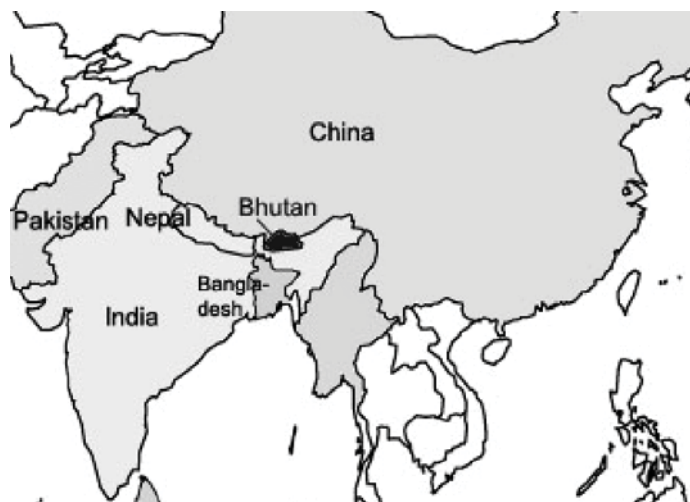 China
Bhutan
Pakistan
Nepal
Bangla-
desh
India